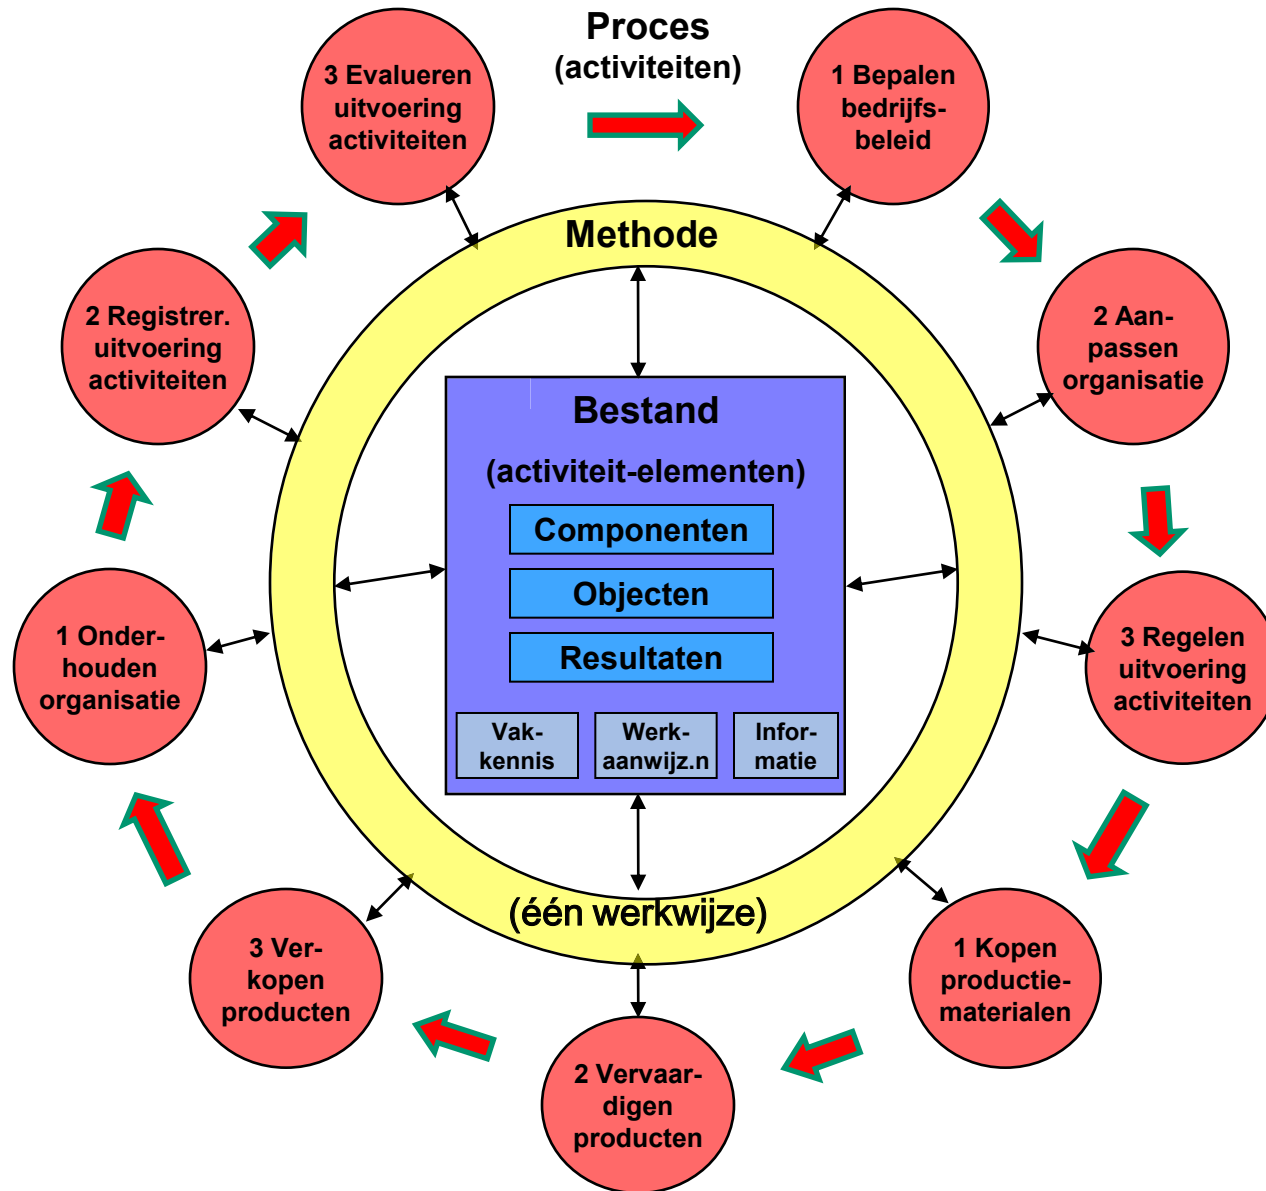 Proces
(activiteiten)
3 Evalueren
uitvoering
activiteiten
1 Bepalen
bedrijfs-
beleid
Methode
2 Registrer.
uitvoering
activiteiten
2 Aan-
passen
organisatie
Bestand
(activiteit-elementen)
Componenten
Objecten
Resultaten
1 Onder-
houden
organisatie
3 Regelen
uitvoering
activiteiten
Vak-
kennis
Werk-
aanwijz.n
Infor-
matie
(één werkwijze)
3 Ver-
kopen
producten
1 Kopen
productie-
materialen
2 Vervaar-
digen
producten